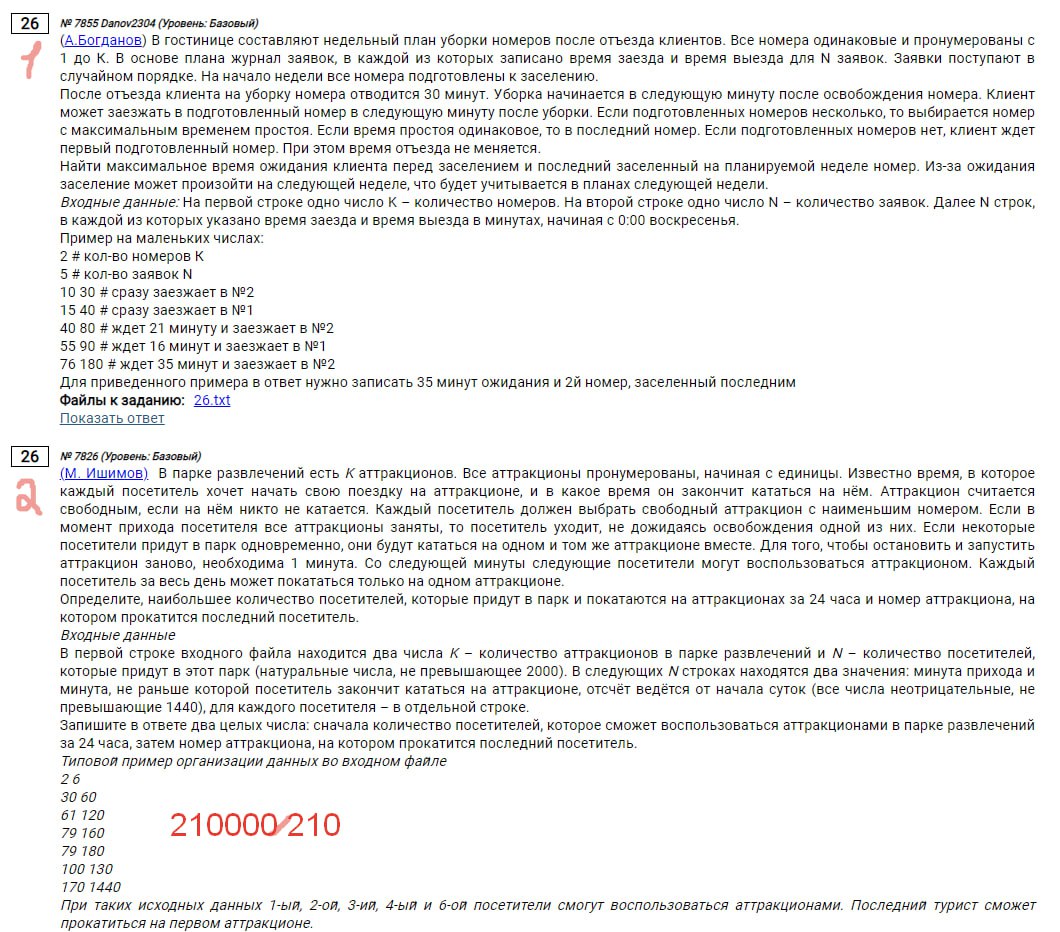 26 № 7855 Danov2304 (Уровень: Базовый)
1
(А.Богданов) В гостинице составляют недельный план уборки номеров после отъезда клиентов. Все номера одинаковые и пронумерованы с
1 до K. В основе плана журнал заявок, в каждой из которых записано время заезда и время выезда для N заявок. Заявки поступают в
случайном порядке. На начало недели все номера подготовлены к заселению.
После отъезда клиента на уборку номера отводится 30 минут. Уборка начинается в следующую минуту после освобождения номера. Клиент
может заезжать в подготовленный номер в следующую минуту после уборки. Если подготовленных номеров несколько, то выбирается номер
с максимальным временем простоя. Если время простоя одинаковое, то в последний номер. Если подготовленных номеров нет, клиент ждет
первый подготовленный номер. При этом время отъезда не меняется.
Найти максимальное время ожидания клиента перед заселением и последний заселенный на планируемой неделе номер. Из-за ожидания
заселение может произойти на следующей неделе, что будет учитывается в планах следующей недели.
Входные данные: На первой строке одно число K – количество номеров. На второй строке одно число N – количество заявок. Далее N строк,
в каждой из которых указано время заезда и время выезда в минутах, начиная с 0:00 воскресенья.
Пример на маленьких числах:
2 # кол-во номеров K
5 # кол-во заявок N
10 30 # сразу заезжает в №2
15 40 # сразу заезжает в №1
40 80 # ждет 21 минуту и заезжает в №2
55 90 # ждет 16 минут и заезжает в №1
76 180 # ждет 35 минут и заезжает в №2
Для приведенного примера в ответ нужно записать 35 минут ожидания и 2й номер, заселенный последним
Файлы к заданию: 26.txt
Показать ответ
26 № 7826 (Уровень: Базовый)
2
(М. Ишимов) В парке развлечений есть K аттракционов. Все аттракционы пронумерованы, начиная с единицы. Известно время, в которое
каждый посетитель хочет начать свою поездку на аттракционе, и в какое время он закончит кататься на нём. Аттракцион считается
свободным, если на нём никто не катается. Каждый посетитель должен выбрать свободный аттракцион с наименьшим номером. Если в
момент прихода посетителя все аттракционы заняты, то посетитель уходит, не дожидаясь освобождения одной из них. Если некоторые
посетители придут в парк одновременно, они будут кататься на одном и том же аттракционе вместе. Для того, чтобы остановить и запустить
аттракцион заново, необходима 1 минута. Со следующей минуты следующие посетители могут воспользоваться аттракционом. Каждый
посетитель за весь день может покататься только на одном аттракционе.
Определите, наибольшее количество посетителей, которые придут в парк и покатаются на аттракционах за 24 часа и номер аттракциона, на
котором прокатится последний посетитель.
Входные данные
В первой строке входного файла находится два числа K – количество аттракционов в парке развлечений и N – количество посетителей,
которые придут в этот парк (натуральные числа, не превышающее 2000). В следующих N строках находятся два значения: минута прихода и
минута, не раньше которой посетитель закончит кататься на аттракционе, отсчёт ведётся от начала суток (все числа неотрицательные, не
превышающие 1440), для каждого посетителя – в отдельной строке.
Запишите в ответе два целых числа: сначала количество посетителей, которое сможет воспользоваться аттракционами в парке развлечений
за 24 часа, затем номер аттракциона, на котором прокатится последний посетитель.
Типовой пример организации данных во входном файле
2 6
30 60
61 120
79 160
210000/210
79 180
100 130
170 1440
При таких исходных данных 1-ый, 2-ой, 3-ий, 4-ый и 6-ой посетители смогут воспользоваться аттракционами. Последний турист сможет
прокатиться на первом аттракционе.